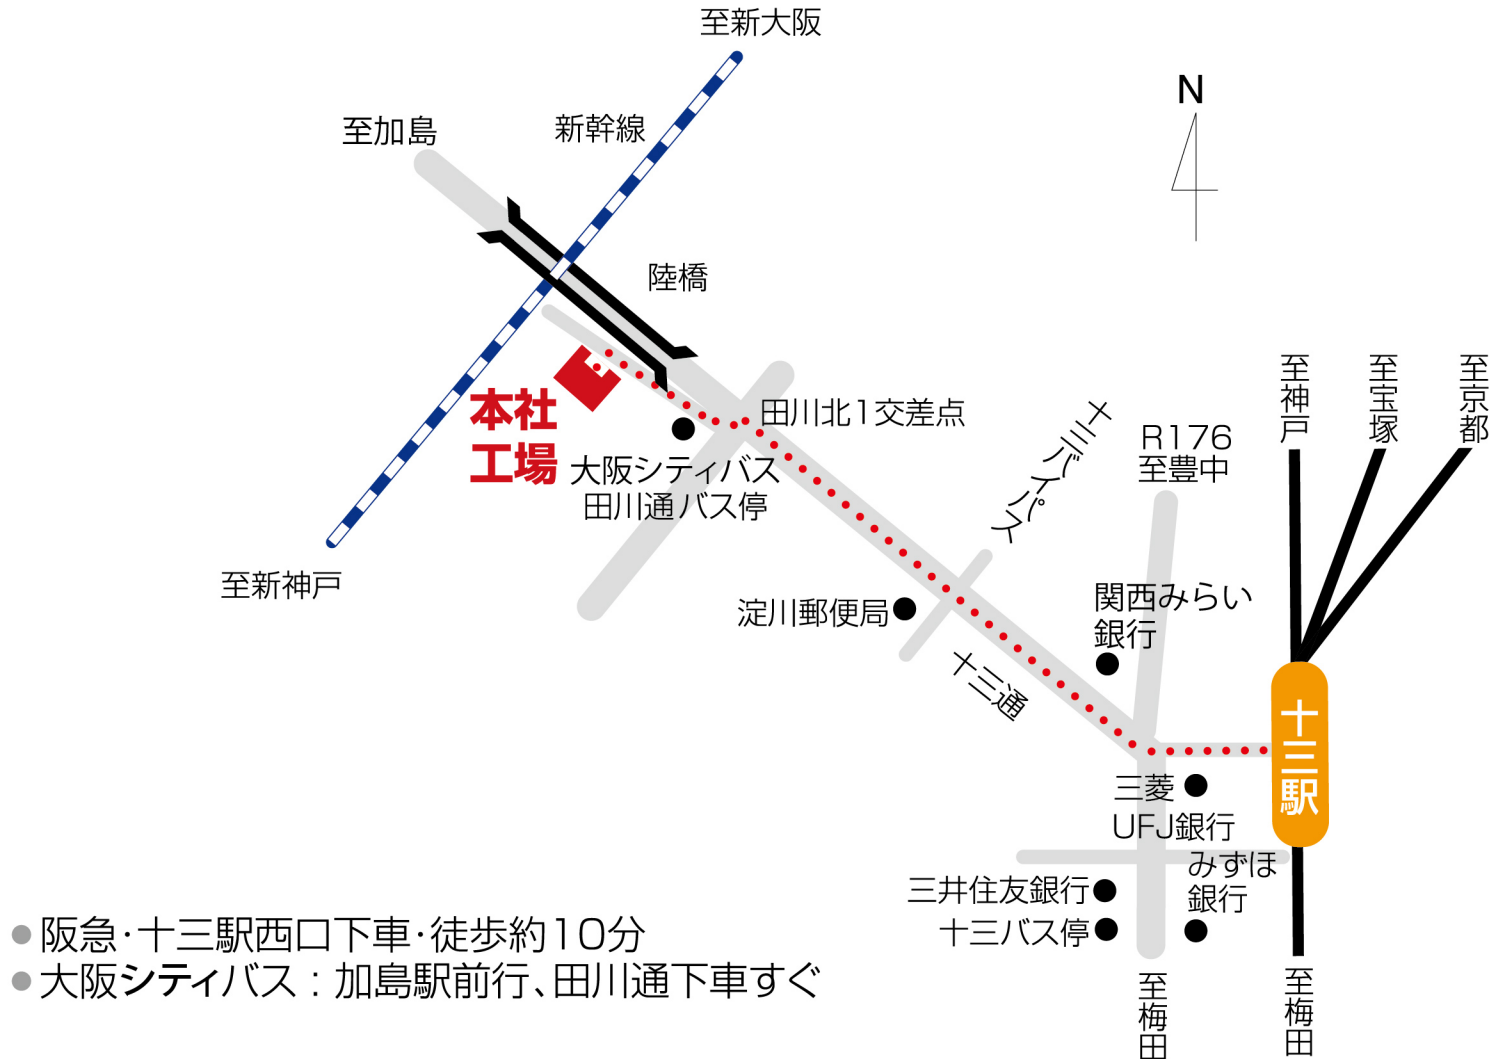 至新大阪
N
至加島
新幹線
陸橋
本社
工場
田川北1交差点
大阪シティバス
田川通バス停
十三バイパス
R176
至豊中
至神戸
至宝塚
至京都
至新神戸
淀川郵便局
関西みらい
銀行
十三通
十三駅
三菱
UFJ銀行
みずほ
銀行
三井住友銀行
十三バス停
至梅田
至梅田
●阪急・十三駅西口下車・徒歩約10分
●大阪シティバス：加島駅前行、田川通下車すぐ